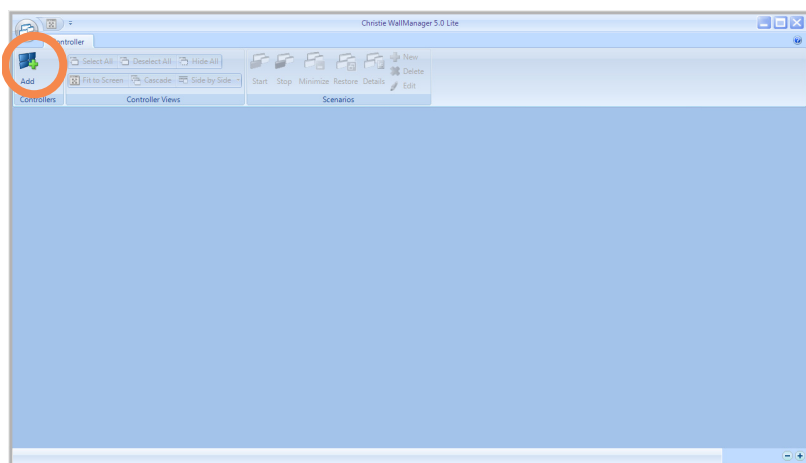 Christie WallManager 5.0 Lite
Controller
Select All Deselect All Hide All
Fit to Screen Cascade Side by Side
Add
Start Stop Minimize Restore Details
New
Delete
Edit
Controllers Controller Views Scenarios